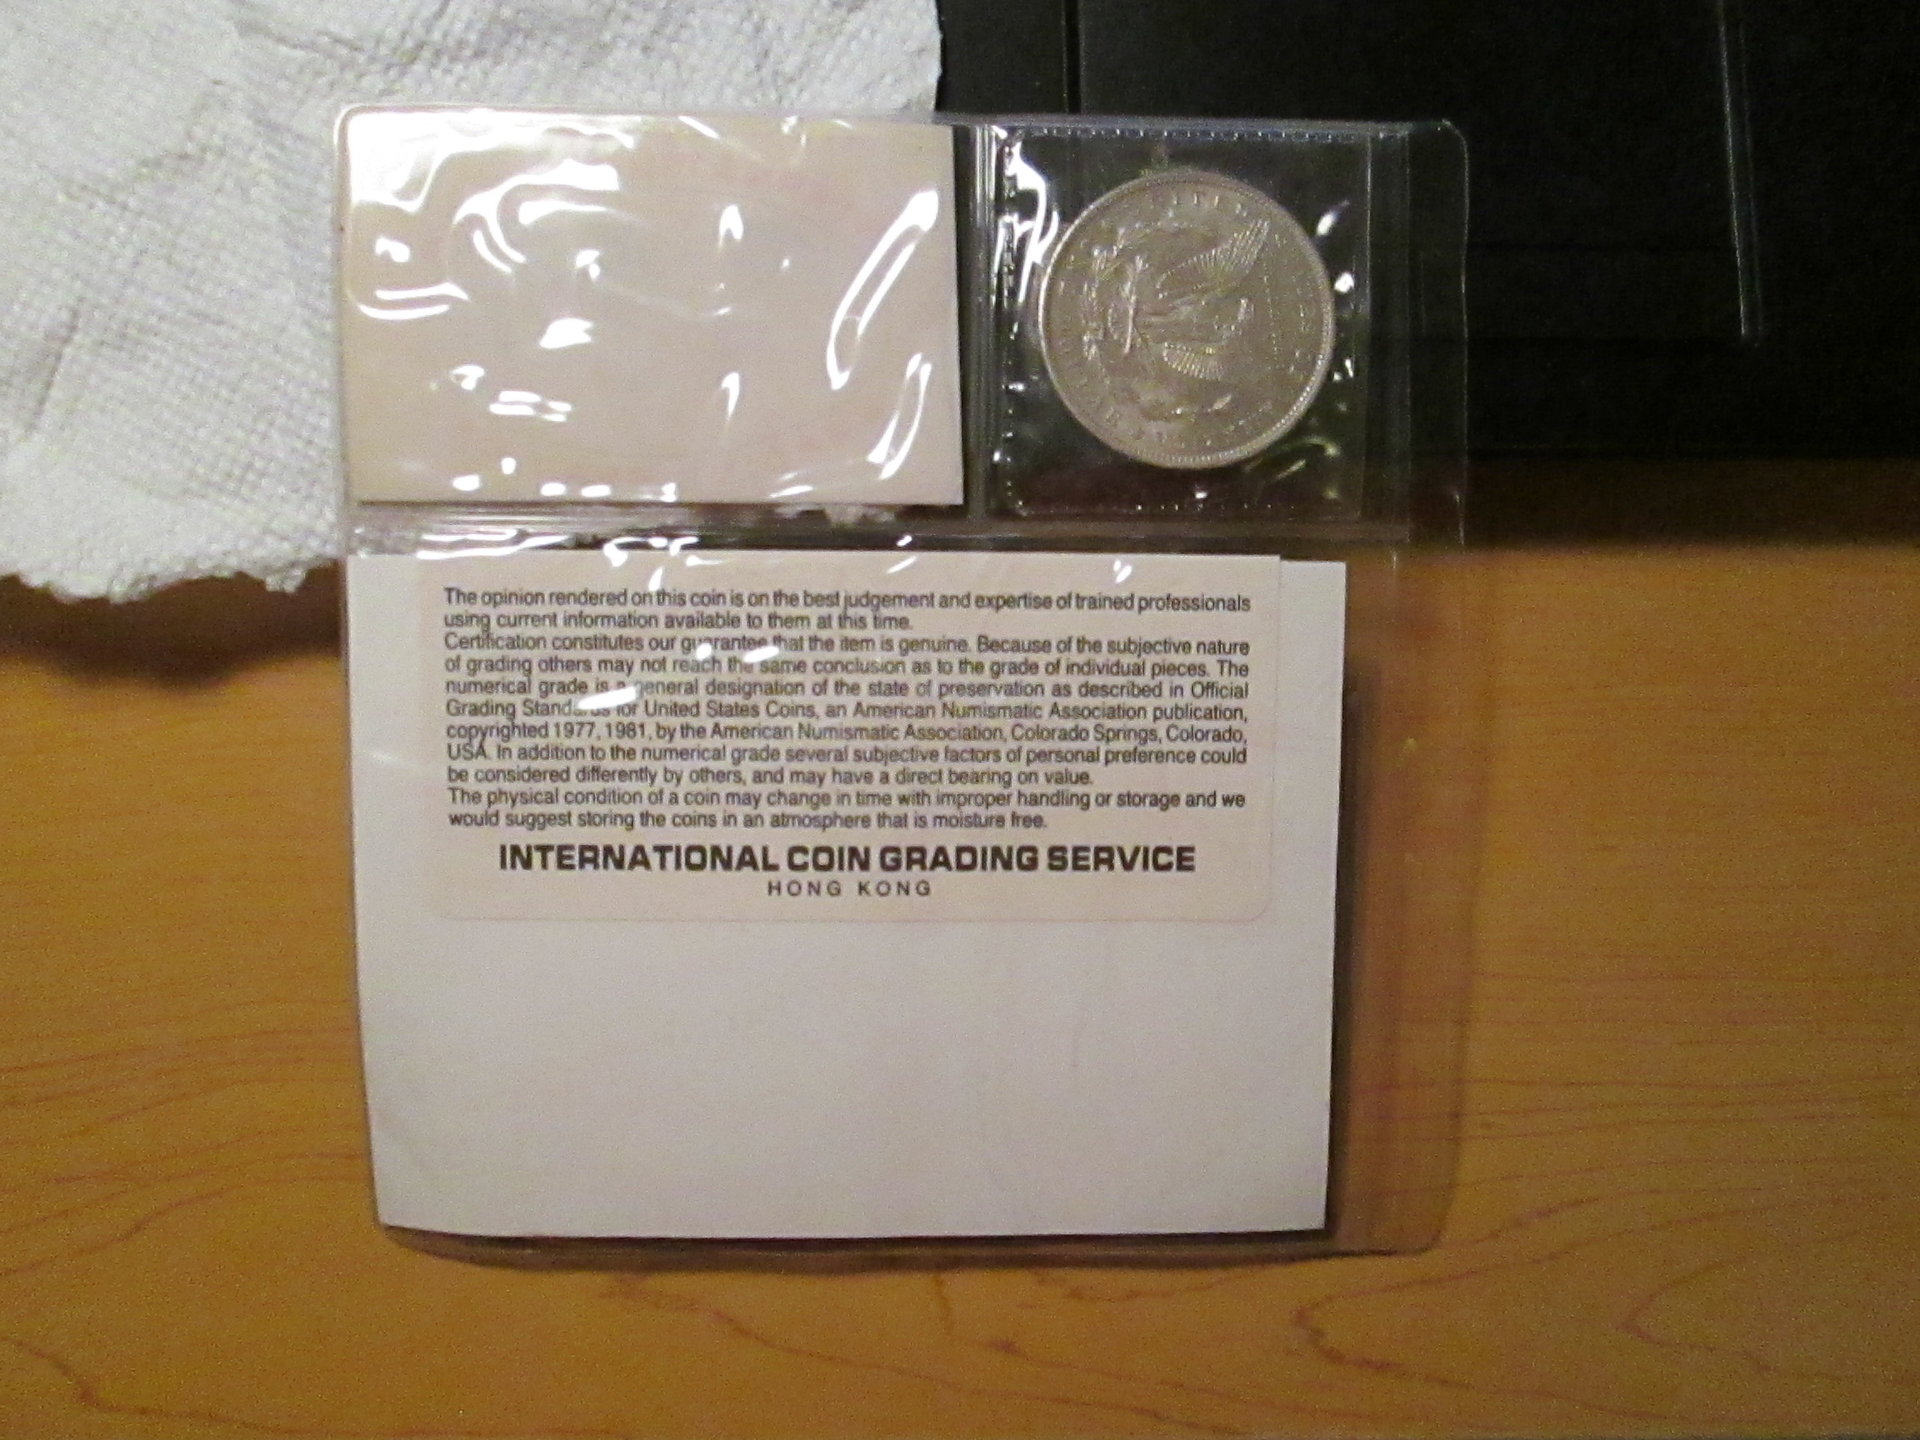 The opinion rendered on this coin is on the best judgement and expertise of trained professionals
using current information available to them at this time.
Certification constitutes our guarantee that the item is genuine. Because of the subjective nature
of grading others may not reach the same conclusion as to the grade of individual pieces. The
numerical grade is a general designation of the state of preservation as described in Official
Grading Standards for United States Coins, an American Numismatic Association publication,
copyrighted 1977, 1981, by the American Numismatic Association, Colorado Springs, Colorado,
USA. In addition to the numerical grade several subjective factors of personal preference could
be considered differently by others, and may have a direct bearing on value.
The physical condition of a coin may change in time with improper handling or storage and we
would suggest storing the coins in an atmosphere that is moisture free.
INTERNATIONAL COIN GRADING SERVICE
HONG KONG